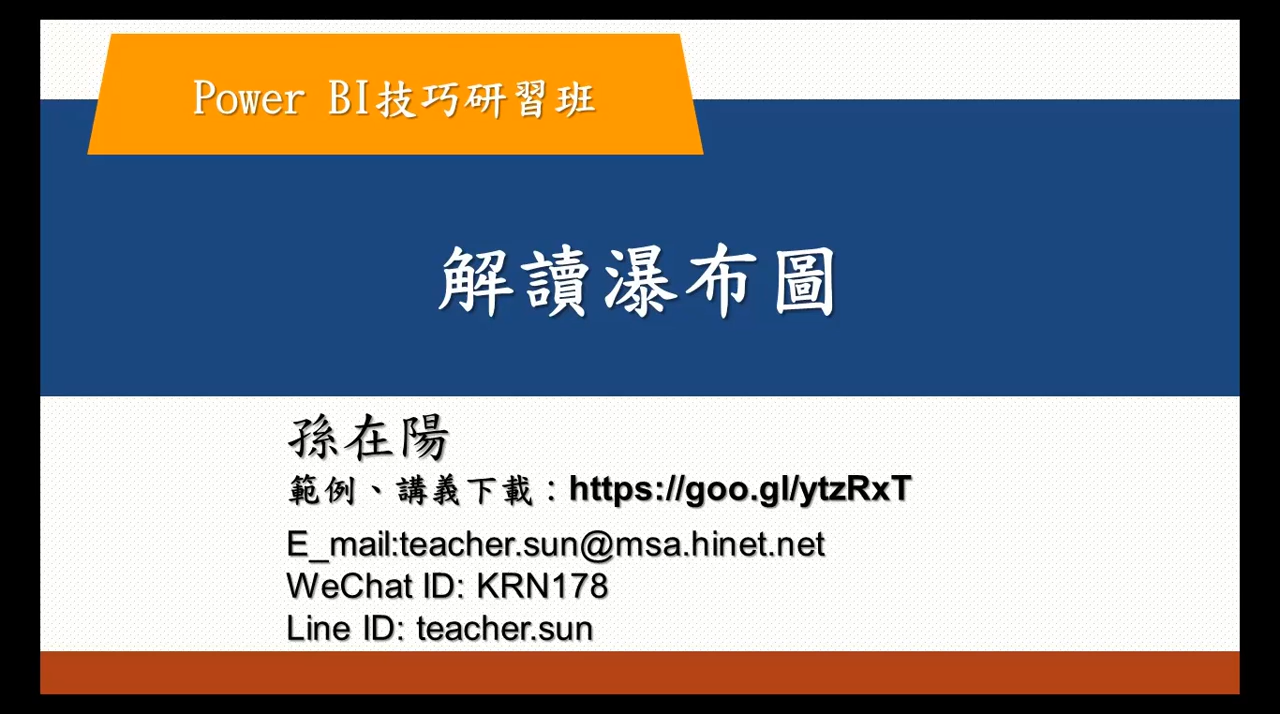 Power BI技巧研習班
解讀瀑布圖
孫在陽
範例、講義下載：https://goo.gl/ytzRxT
E_mail:teacher.sun@msa.hinet.net
WeChat ID: KRN178
Line ID: teacher.sun